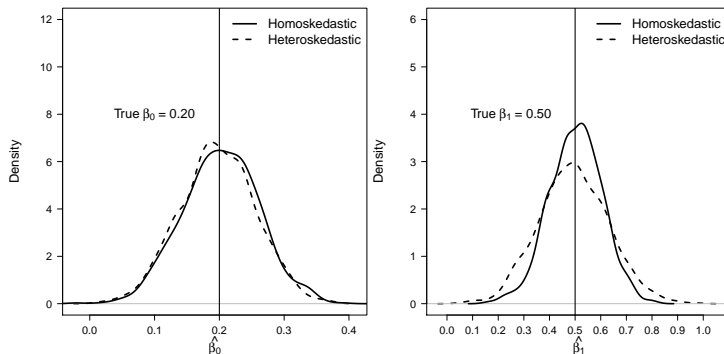 Homoskedastic
Heteroskedastic
True β₀ = 0.20
Density
12
10
8
6
4
2
0
0.0 0.1 0.2 0.3 0.4
β̂₀
Homoskedastic
Heteroskedastic
True β₁ = 0.50
Density
6
5
4
3
2
1
0
0.0 0.1 0.2 0.3 0.4 0.5 0.6 0.7 0.8 0.9 1.0
β̂₁